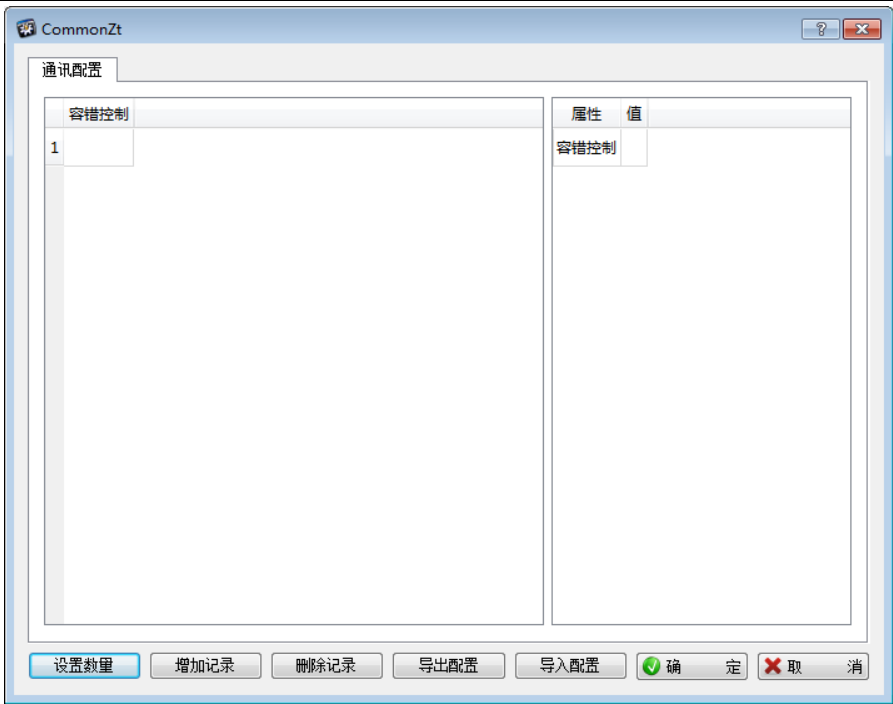 CommonZt
通讯配置
容错控制 属性 值
1 容错控制
设置数量 增加记录 删除记录 导出配置 导入配置 确 定 取 消